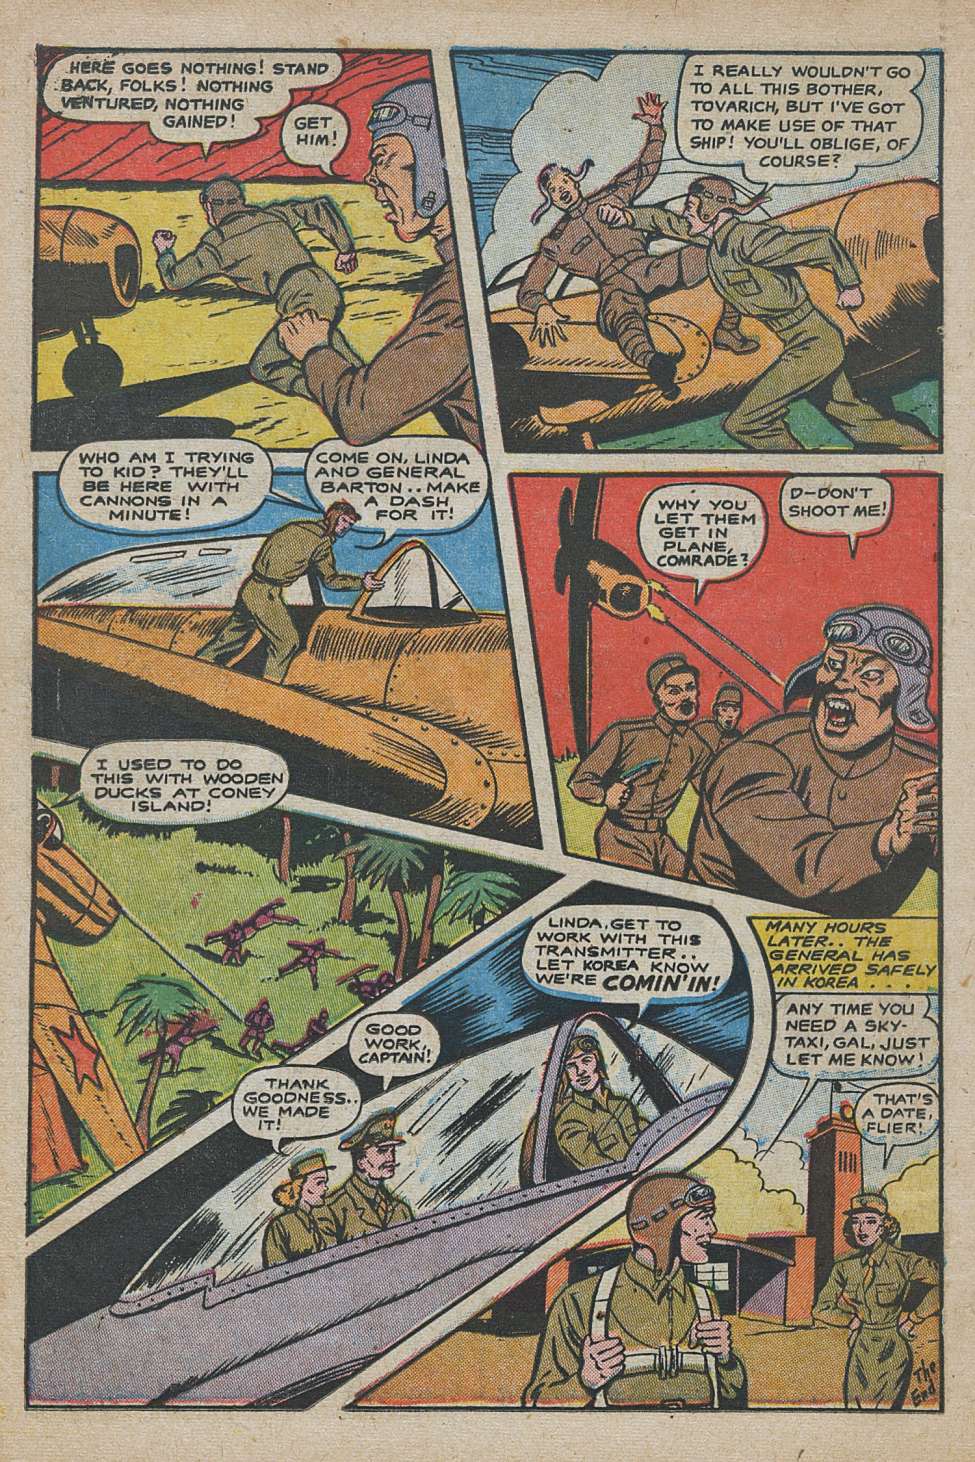 HERE GOES NOTHING! STAND
BACK, FOLKS! NOTHING
VENTURED, NOTHING
GAINED!
GET
HIM!
I REALLY WOULDN'T GO
TO ALL THIS BOTHER,
TOVARICH, BUT I'VE GOT
TO MAKE USE OF THAT
SHIP! YOU'LL OBLIGE, OF
COURSE?
WHO AM I TRYING
TO KID? THEY'LL
BE HERE WITH
CANNONS IN A
MINUTE!
COME ON, LINDA
AND GENERAL
BARTON.. MAKE
A DASH
FOR IT!
WHY YOU
LET THEM
GET IN
PLANE,
COMRADE?
D-DON'T
SHOOT ME!
I USED TO DO
THIS WITH WOODEN
DUCKS AT CONEY
ISLAND!
LINDA, GET TO
WORK WITH THIS
TRANSMITTER..
LET KOREA KNOW
WE'RE COMIN' IN!
GOOD
WORK,
CAPTAIN!
THANK
GOODNESS..
WE MADE
IT!
MANY HOURS
LATER.. THE
GENERAL HAS
ARRIVED SAFELY
IN KOREA . . . .
ANY TIME YOU
NEED A SKY-
TAXI, GAL, JUST
LET ME KNOW!
THAT'S
A DATE,
FLIER!
The
End